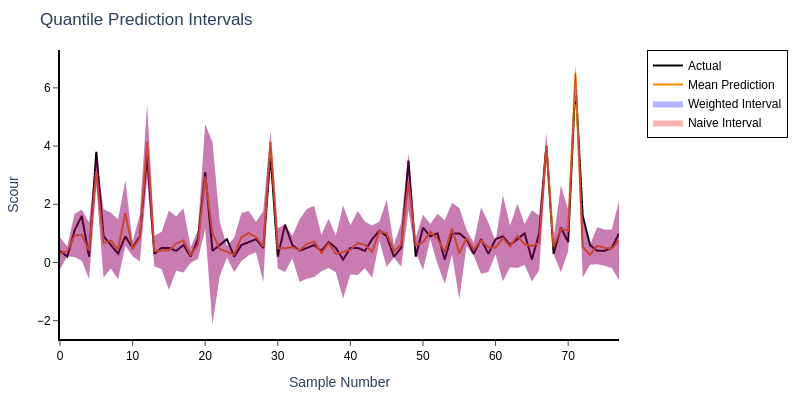 Quantile Prediction Intervals
Actual
Mean Prediction
Weighted Interval
Naive Interval
Scour
6
4
2
0
−2
0 10 20 30 40 50 60 70
Sample Number